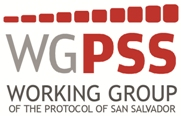 WGPSS
WORKING GROUP
OF THE PROTOCOL OF SAN SALVADOR